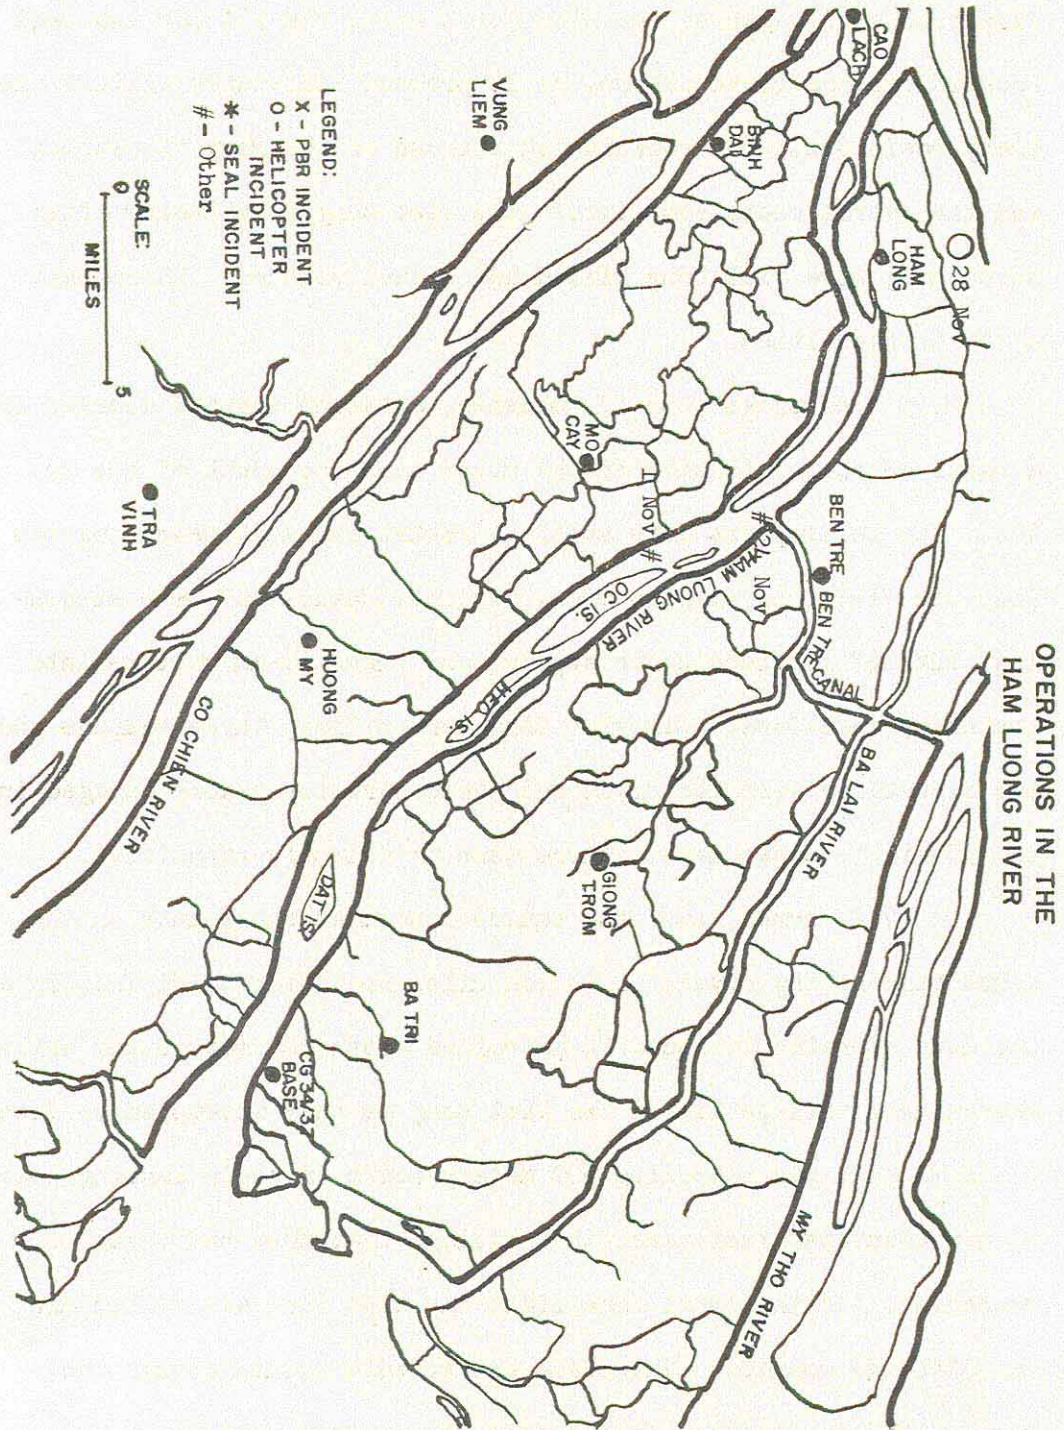 OPERATIONS IN THE
HAM LUONG RIVER
CAO
LACH
BINH
DAI
HAM
LONG
28 Nov
VUNG
LIEM
LEGEND:
X - PBR INCIDENT
O - HELICOPTER
INCIDENT
* - SEAL INCIDENT
# - Other
SCALE:
0 5
MILES
MO
CAY
1 Nov #
BEN TRE
# 21 Nov
HAM LUONG RIVER
BEN TRE CANAL
OC IS.
HEO IS.
TRA
VINH
HUONG
MY
CO CHIEN RIVER
BA LAI RIVER
GIONG
TROM
DAT IS
BA TRI
CG 34/37
BASE
MY THO RIVER